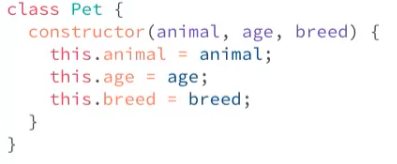 class Pet {
  constructor(animal, age, breed) {
    this.animal = animal;
    this.age = age;
    this.breed = breed;
  }
}